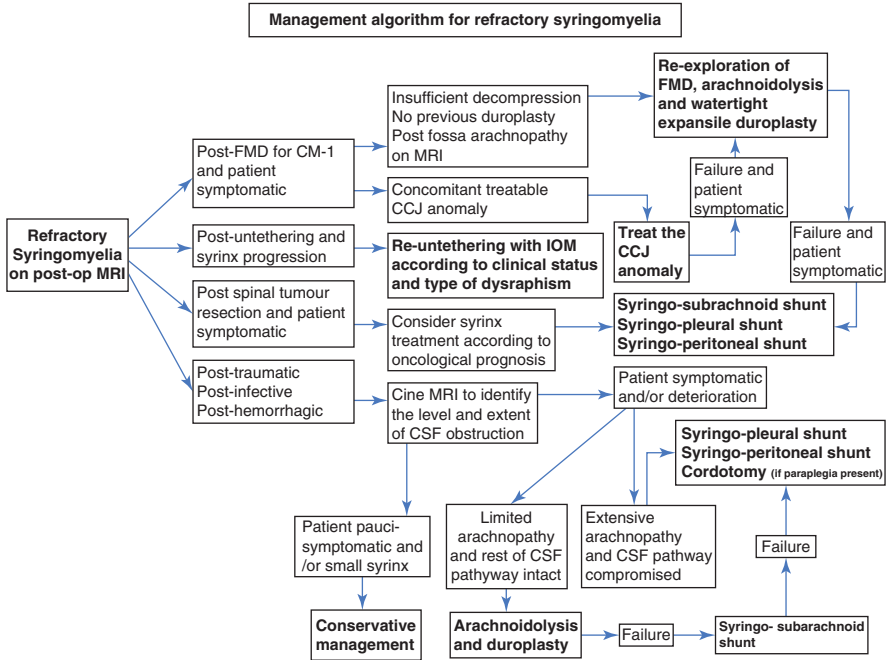 Management algorithm for refractory syringomyelia
Refractory
Syringomyelia
on post-op MRI
Post-FMD for CM-1
and patient
symptomatic
Insufficient decompression
No previous duroplasty
Post fossa arachnopathy
on MRI
Re-exploration of
FMD, arachnoidolysis
and watertight
expansile duroplasty
Concomitant treatable
CCJ anomaly
Treat the
CCJ
anomaly
Failure and
patient
symptomatic
Failure and
patient
symptomatic
Post-untethering and
syrinx progression
Re-untethering with IOM
according to clinical status
and type of dysraphism
Post spinal tumour
resection and patient
symptomatic
Consider syrinx
treatment according to
oncological prognosis
Syringo-subrachnoid shunt
Syringo-pleural shunt
Syringo-peritoneal shunt
Post-traumatic
Post-infective
Post-hemorrhagic
Cine MRI to identify
the level and extent
of CSF obstruction
Patient symptomatic
and/or deterioration
Syringo-pleural shunt
Syringo-peritoneal shunt
Cordotomy (if paraplegia present)
Patient pauci-
symptomatic and
/or small syrinx
Limited
arachnopathy
and rest of CSF
pathyway intact
Extensive
arachnopathy
and CSF pathway
compromised
Failure
Conservative
management
Arachnoidolysis
and duroplasty
Failure
Syringo- subarachnoid
shunt